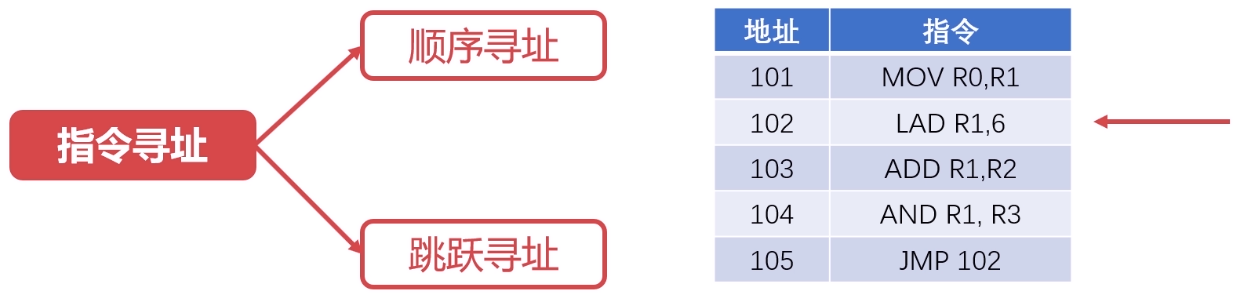 指令寻址
顺序寻址
跳跃寻址
地址 指令
101 MOV R0,R1
102 LAD R1,6
103 ADD R1,R2
104 AND R1, R3
105 JMP 102